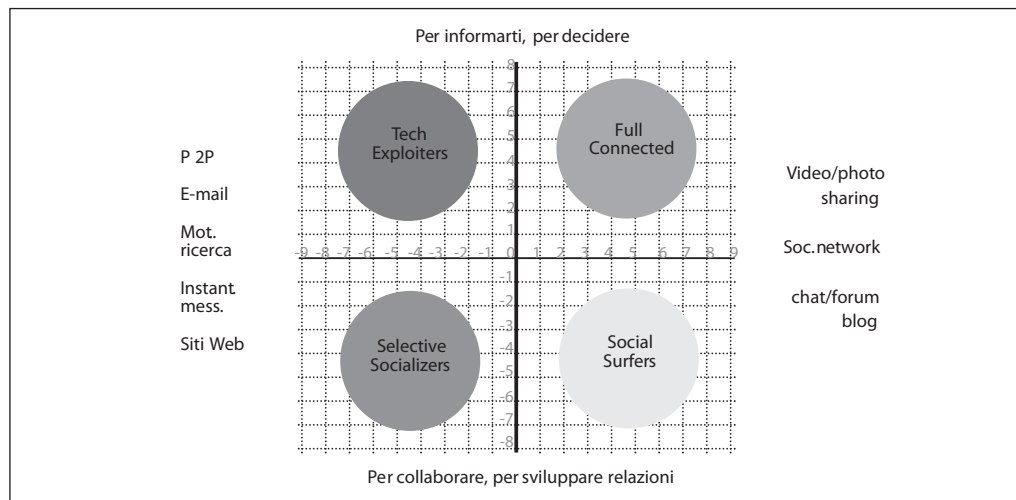 Per informarti, per decidere
8
7
6
5
4
3
2
1
Tech
Exploiters
Full
Connected
P 2P
E-mail
Mot.
ricerca
Instant
mess.
Siti Web
Video/photo
sharing
Soc.network
chat/forum
blog
-9 -8 -7 -6 -5 -4 -3 -2 -1 0 1 2 3 4 5 6 7 8 9
-1
-2
-3
-4
-5
-6
-7
-8
Selective
Socializers
Social
Surfers
Per collaborare, per sviluppare relazioni